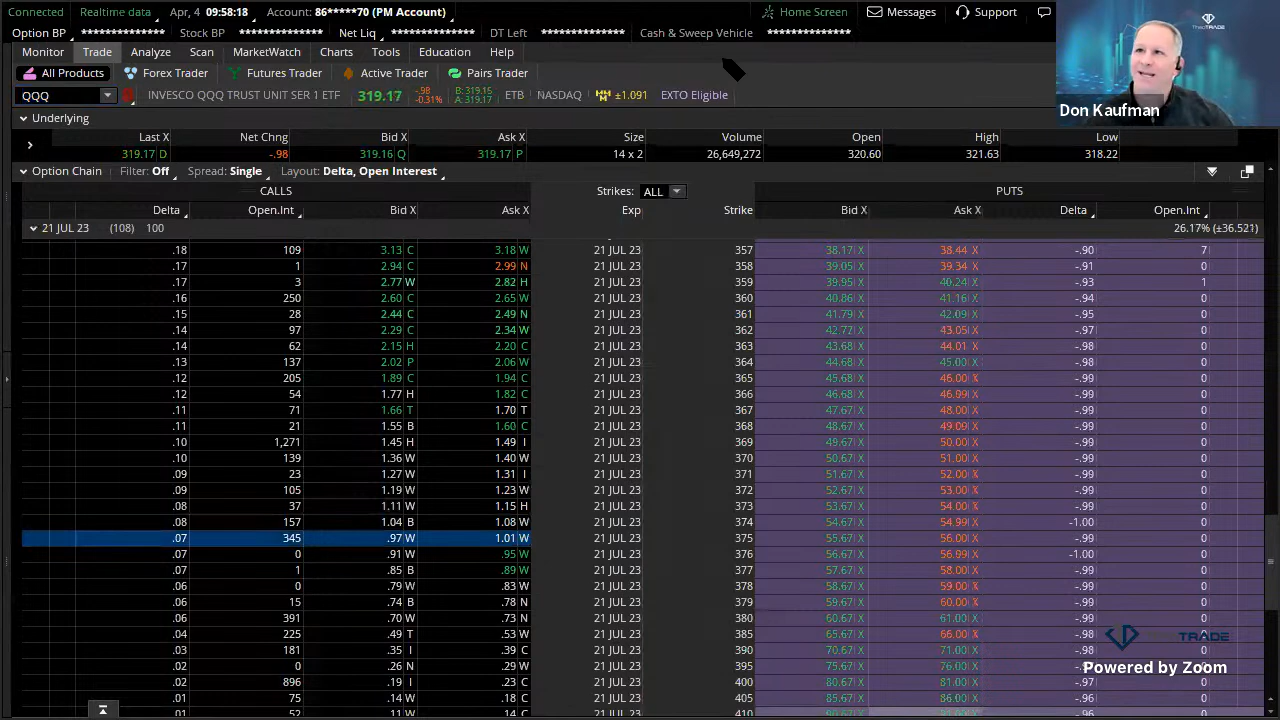 Connected Realtime data Apr, 4 09:58:18 Account: 86*****70 (PM Account) Home Screen Messages Support
Option BP ************** Stock BP ************** Net Liq ************** DT Left ************** Cash & Sweep Vehicle **************
Monitor Trade Analyze Scan MarketWatch Charts Tools Education Help
All Products Forex Trader Futures Trader Active Trader Pairs Trader
QQQ INVESCO QQQ TRUST UNIT SER 1 ETF 319.17 -.98 -0.31% B: 319.15 A: 319.17 ETB NASDAQ ±1.091 EXTO Eligible
Don Kaufman
Underlying
Last X Net Chng Bid X Ask X Size Volume Open High Low
319.17 D -.98 319.16 Q 319.17 P 14 x 2 26,649,272 320.60 321.63 318.22
Option Chain Filter: Off Spread: Single Layout: Delta, Open Interest
CALLS Strikes: ALL PUTS
Delta Open.Int Bid X Ask X Exp Strike Bid X Ask X Delta Open.Int
21 JUL 23 (108) 100 26.17% (±36.521)
.18 109 3.13 C 3.18 W 21 JUL 23 357 38.17 X 38.44 X -.90 7
.17 1 2.94 C 2.99 N 21 JUL 23 358 39.05 X 39.34 X -.91 0
.17 3 2.77 W 2.82 H 21 JUL 23 359 39.95 X 40.24 X -.93 1
.16 250 2.60 C 2.65 W 21 JUL 23 360 40.86 X 41.16 X -.94 0
.15 28 2.44 C 2.49 N 21 JUL 23 361 41.79 X 42.09 X -.95 0
.14 97 2.29 C 2.34 W 21 JUL 23 362 42.72 X 43.05 X -.97 0
.14 62 2.15 H 2.20 C 21 JUL 23 363 43.68 X 44.01 X -.98 0
.13 137 2.02 P 2.06 W 21 JUL 23 364 44.68 X 45.00 X -.98 0
.12 205 1.89 C 1.94 C 21 JUL 23 365 45.68 X 46.00 X -.99 0
.12 54 1.77 H 1.82 C 21 JUL 23 366 46.68 X 46.99 X -.99 0
.11 71 1.66 T 1.70 T 21 JUL 23 367 47.67 X 48.00 X -.99 0
.11 21 1.55 B 1.60 C 21 JUL 23 368 48.67 X 49.09 X -.99 0
.10 1,271 1.45 H 1.49 I 21 JUL 23 369 49.67 X 50.00 X -.99 0
.10 139 1.36 W 1.40 W 21 JUL 23 370 50.67 X 51.00 X -.99 0
.09 23 1.27 W 1.31 I 21 JUL 23 371 51.67 X 52.00 X -.99 0
.09 105 1.19 W 1.23 W 21 JUL 23 372 52.67 X 53.00 X -.99 0
.08 37 1.11 W 1.15 H 21 JUL 23 373 53.67 X 54.00 X -.99 0
.08 157 1.04 B 1.08 W 21 JUL 23 374 54.67 X 54.99 X -1.00 0
.07 345 .97 W 1.01 W 21 JUL 23 375 55.67 X 56.00 X -.99 0
.07 0 .91 W .95 W 21 JUL 23 376 56.67 X 56.99 X -1.00 0
.07 1 .85 B .89 W 21 JUL 23 377 57.67 X 58.00 X -.99 0
.06 0 .79 W .83 W 21 JUL 23 378 58.67 X 59.00 X -.99 0
.06 15 .74 B .78 N 21 JUL 23 379 59.67 X 60.00 X -.99 0
.06 391 .70 W .73 N 21 JUL 23 380 60.67 X 61.00 X -.99 0
.04 225 .49 T .53 W 21 JUL 23 385 65.67 X 66.00 X -.98
.03 181 .35 I .39 C 21 JUL 23 390 70.67 X 71.00 X -.98
.02 0 .26 N .29 W 21 JUL 23 395 75.67 X 76.00 X
.02 896 .19 I .23 C 21 JUL 23 400 80.67 X 81.00 X -.97 0
.01 75 .14 W .18 C 21 JUL 23 405 85.67 X 86.00 X -.96 0
.01 52 .11 W .14 C 21 JUL 23 410 -.96 0
TRADE
Powered by Zoom